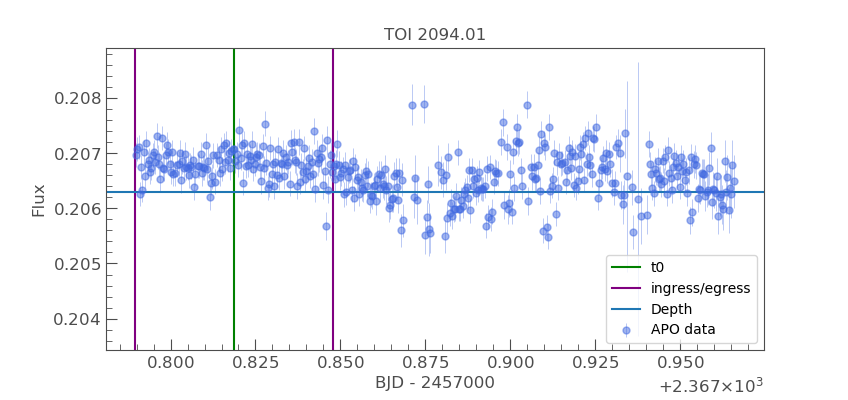 TOI 2094.01
Flux
0.208
0.207
0.206
0.205
0.204
t0
ingress/egress
Depth
APO data
0.800 0.825 0.850 0.875 0.900 0.925 0.950
BJD - 2457000
+2.367×10³